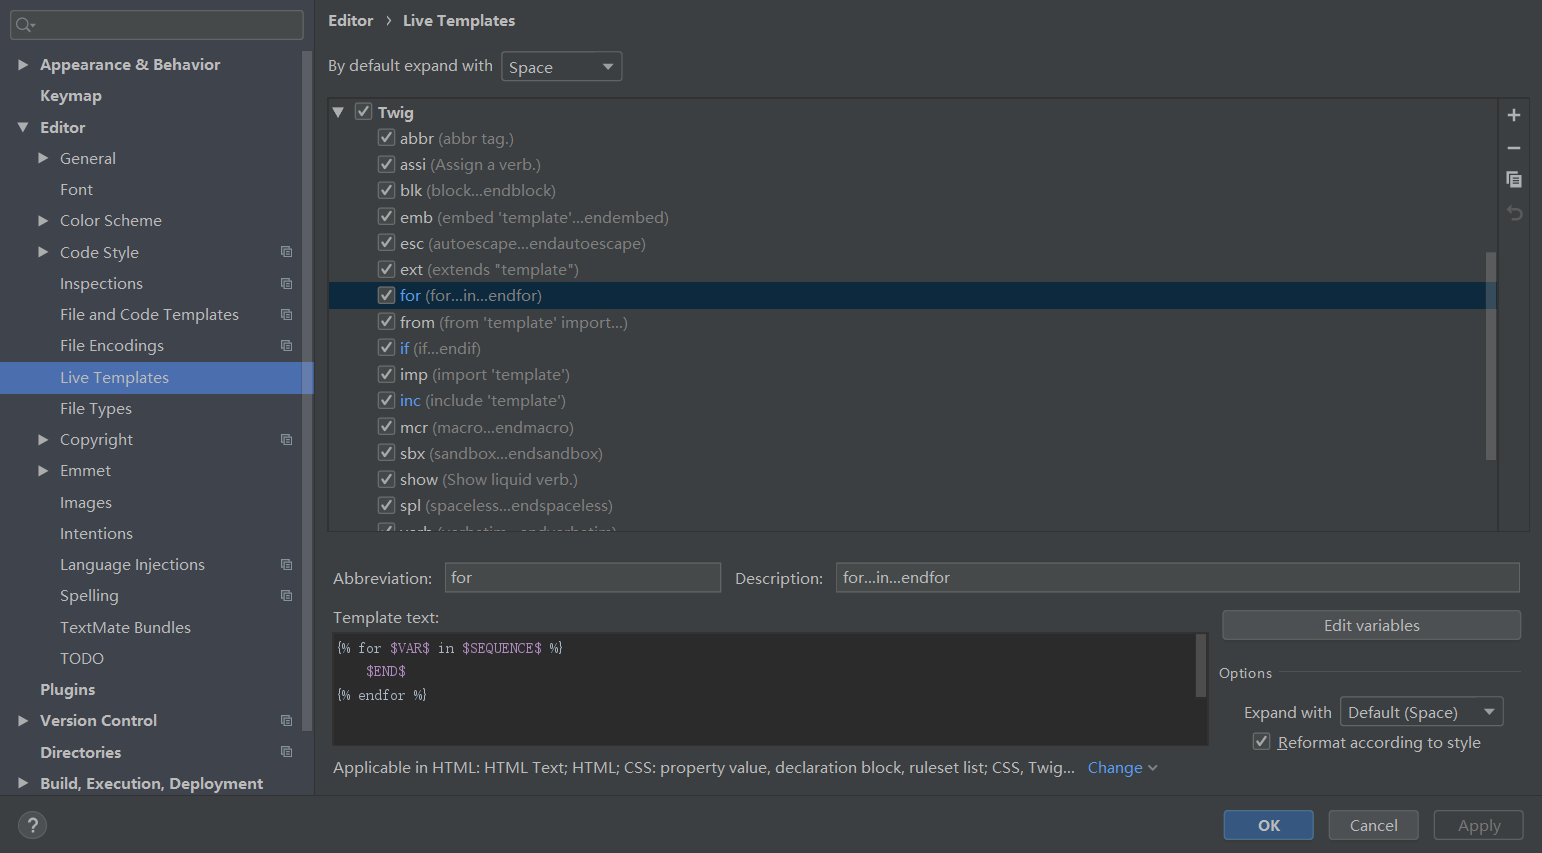 Appearance & Behavior
Keymap
Editor
General
Font
Color Scheme
Code Style
Inspections
File and Code Templates
File Encodings
Live Templates
File Types
Copyright
Emmet
Images
Intentions
Language Injections
Spelling
TextMate Bundles
TODO
Plugins
Version Control
Directories
Build, Execution, Deployment
?
Editor › Live Templates
By default expand with Space
Twig
abbr (abbr tag.)
assi (Assign a verb.)
blk (block...endblock)
emb (embed 'template'...endembed)
esc (autoescape...endautoescape)
ext (extends "template")
for (for...in...endfor)
from (from 'template' import...)
if (if...endif)
imp (import 'template')
inc (include 'template')
mcr (macro...endmacro)
sbx (sandbox...endsandbox)
show (Show liquid verb.)
spl (spaceless...endspaceless)
Abbreviation: for Description: for...in...endfor
Template text:
{% for $VAR$ in $SEQUENCE$ %}
$END$
{% endfor %}
Edit variables
Options
Expand with Default (Space)
Reformat according to style
Applicable in HTML: HTML Text; HTML; CSS: property value, declaration block, ruleset list; CSS, Twig... Change
OK Cancel Apply